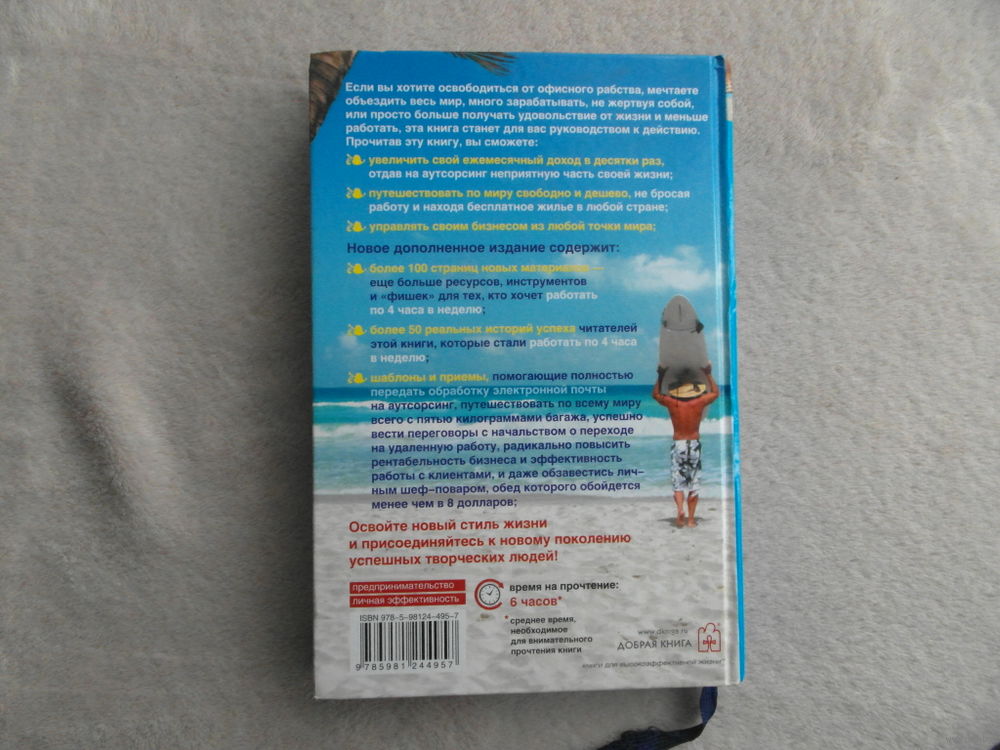 Если вы хотите освободиться от офисного рабства, мечтаете
объездить весь мир, много зарабатывать, не жертвуя собой,
или просто больше получать удовольствие от жизни и меньше
работать, эта книга станет для вас руководством к действию.
Прочитав эту книгу, вы сможете:
увеличить свой ежемесячный доход в десятки раз,
отдав на аутсорсинг неприятную часть своей жизни;
путешествовать по миру свободно и дешево, не бросая
работу и находя бесплатное жилье в любой стране;
управлять своим бизнесом из любой точки мира;
Новое дополненное издание содержит:
более 100 страниц новых материалов —
еще больше ресурсов, инструментов
и «фишек» для тех, кто хочет работать
по 4 часа в неделю;
более 50 реальных историй успеха читателей
этой книги, которые стали работать по 4 часа
в неделю;
шаблоны и приемы, помогающие полностью
передать обработку электронной почты
на аутсорсинг, путешествовать по всему миру
всего с пятью килограммами багажа, успешно
вести переговоры с начальством о переходе
на удаленную работу, радикально повысить
рентабельность бизнеса и эффективность
работы с клиентами, и даже обзавестись лич-
ным шеф-поваром, обед которого обойдется
менее чем в 8 долларов;
Освойте новый стиль жизни
и присоединяйтесь к новому поколению
успешных творческих людей!
предпринимательство
личная эффективность
время на прочтение:
6 часов*
*среднее время,
необходимое
для внимательного
прочтения книги
ISBN 978-5-98124-495-7
9 785981 244957
www.dkniga.ru
ДОБРАЯ КНИГА
книги для высокоэффективной жизни